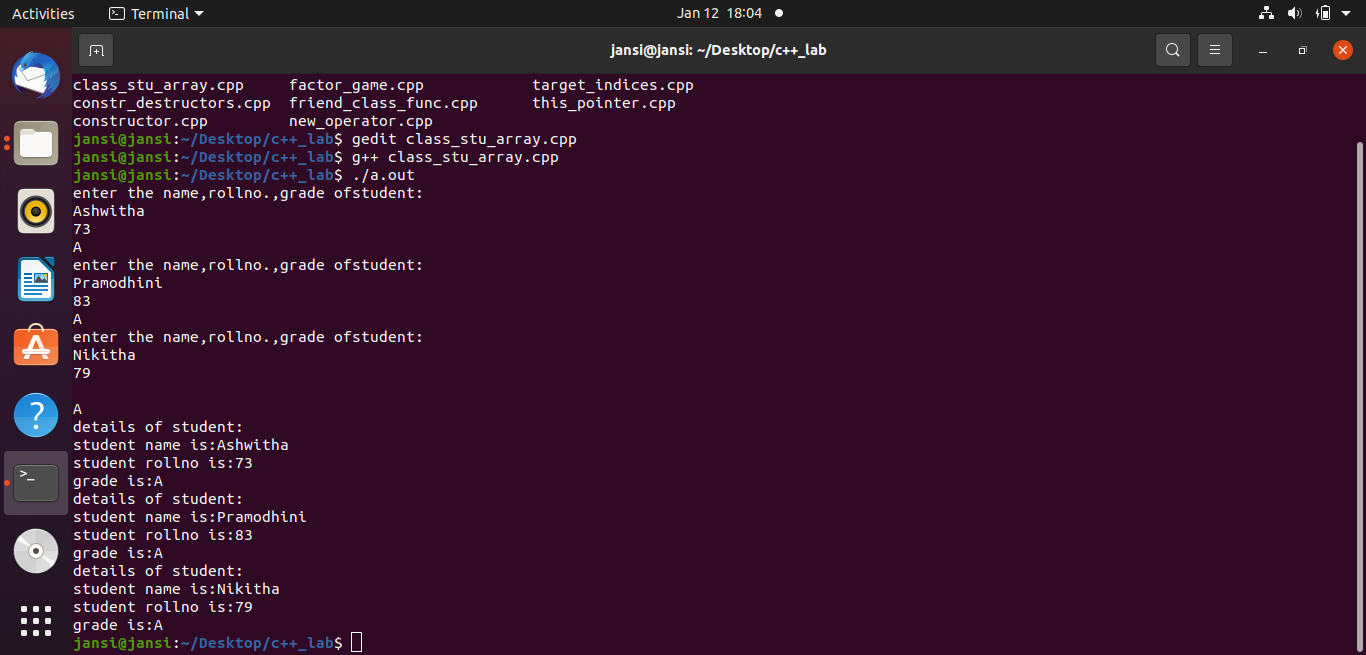 Activities Terminal Jan 12 18:04
jansi@jansi: ~/Desktop/c++_lab
class_stu_array.cpp factor_game.cpp target_indices.cpp
constr_destructors.cpp friend_class_func.cpp this_pointer.cpp
constructor.cpp new_operator.cpp
jansi@jansi:~/Desktop/c++_lab$ gedit class_stu_array.cpp
jansi@jansi:~/Desktop/c++_lab$ g++ class_stu_array.cpp
jansi@jansi:~/Desktop/c++_lab$ ./a.out
enter the name,rollno.,grade ofstudent:
Ashwitha
73
A
enter the name,rollno.,grade ofstudent:
Pramodhini
83
A
enter the name,rollno.,grade ofstudent:
Nikitha
79

A
details of student:
student name is:Ashwitha
student rollno is:73
grade is:A
details of student:
student name is:Pramodhini
student rollno is:83
grade is:A
details of student:
student name is:Nikitha
student rollno is:79
grade is:A
jansi@jansi:~/Desktop/c++_lab$